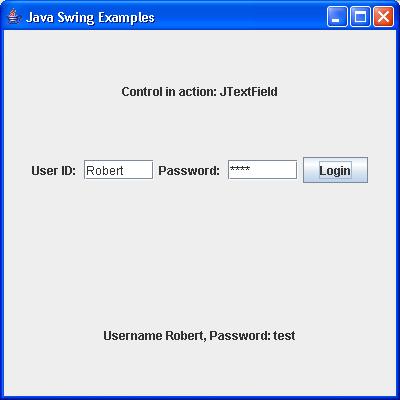 Java Swing Examples
Control in action: JTextField
User ID: Robert Password: **** Login
Username Robert, Password: test